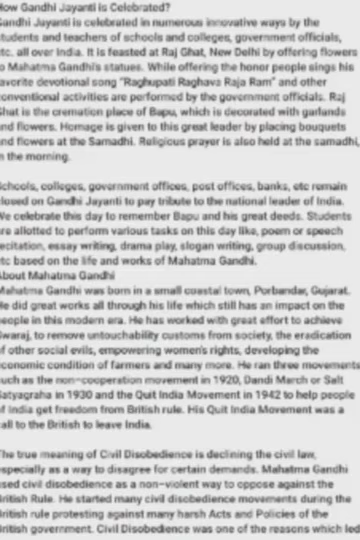 How Gandhi Jayanti is Celebrated?
Gandhi Jayanti is celebrated in numerous innovative ways by the
students and teachers of schools and colleges, government officials,
etc. all over India. It is feasted at Raj Ghat, New Delhi by offering flowers
to Mahatma Gandhi's statues. While offering the honor people sings his
favorite devotional song "Raghupati Raghava Raja Ram" and other
conventional activities are performed by the government officials. Raj
Ghat is the cremation place of Bapu, which is decorated with garlands
and flowers. Homage is given to this great leader by placing bouquets
and flowers at the Samadhi. Religious prayer is also held at the samadhi,
in the morning.
Schools, colleges, government offices, post offices, banks, etc remain
closed on Gandhi Jayanti to pay tribute to the national leader of India.
We celebrate this day to remember Bapu and his great deeds. Students
are allotted to perform various tasks on this day like, poem or speech
recitation, essay writing, drama play, slogan writing, group discussion,
etc based on the life and works of Mahatma Gandhi.
About Mahatma Gandhi
Mahatma Gandhi was born in a small coastal town, Porbandar, Gujarat.
He did great works all through his life which still has an impact on the
people in this modern era. He has worked with great effort to achieve
Swaraj, to remove untouchability customs from society, the eradication
of other social evils, empowering women's rights, developing the
economic condition of farmers and many more. He ran three movements
such as the non-cooperation movement in 1920, Dandi March or Salt
Satyagraha in 1930 and the Quit India Movement in 1942 to help people
of India get freedom from British rule. His Quit India Movement was a
call to the British to leave India.
The true meaning of Civil Disobedience is declining the civil law,
especially as a way to disagree for certain demands. Mahatma Gandhi
used civil disobedience as a non-violent way to oppose against the
British Rule. He started many civil disobedience movements during the
British rule protesting against many harsh Acts and Policies of the
British government. Civil Disobedience was one of the reasons which led